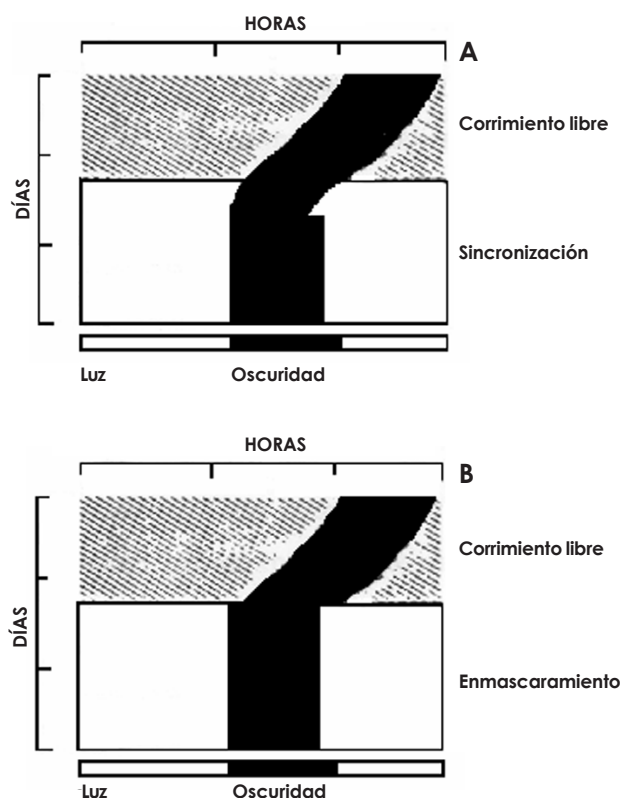 HORAS
A
Corrimiento libre
DÍAS
Sincronización
Luz
Oscuridad
HORAS
B
Corrimiento libre
DÍAS
Enmascaramiento
Luz
Oscuridad